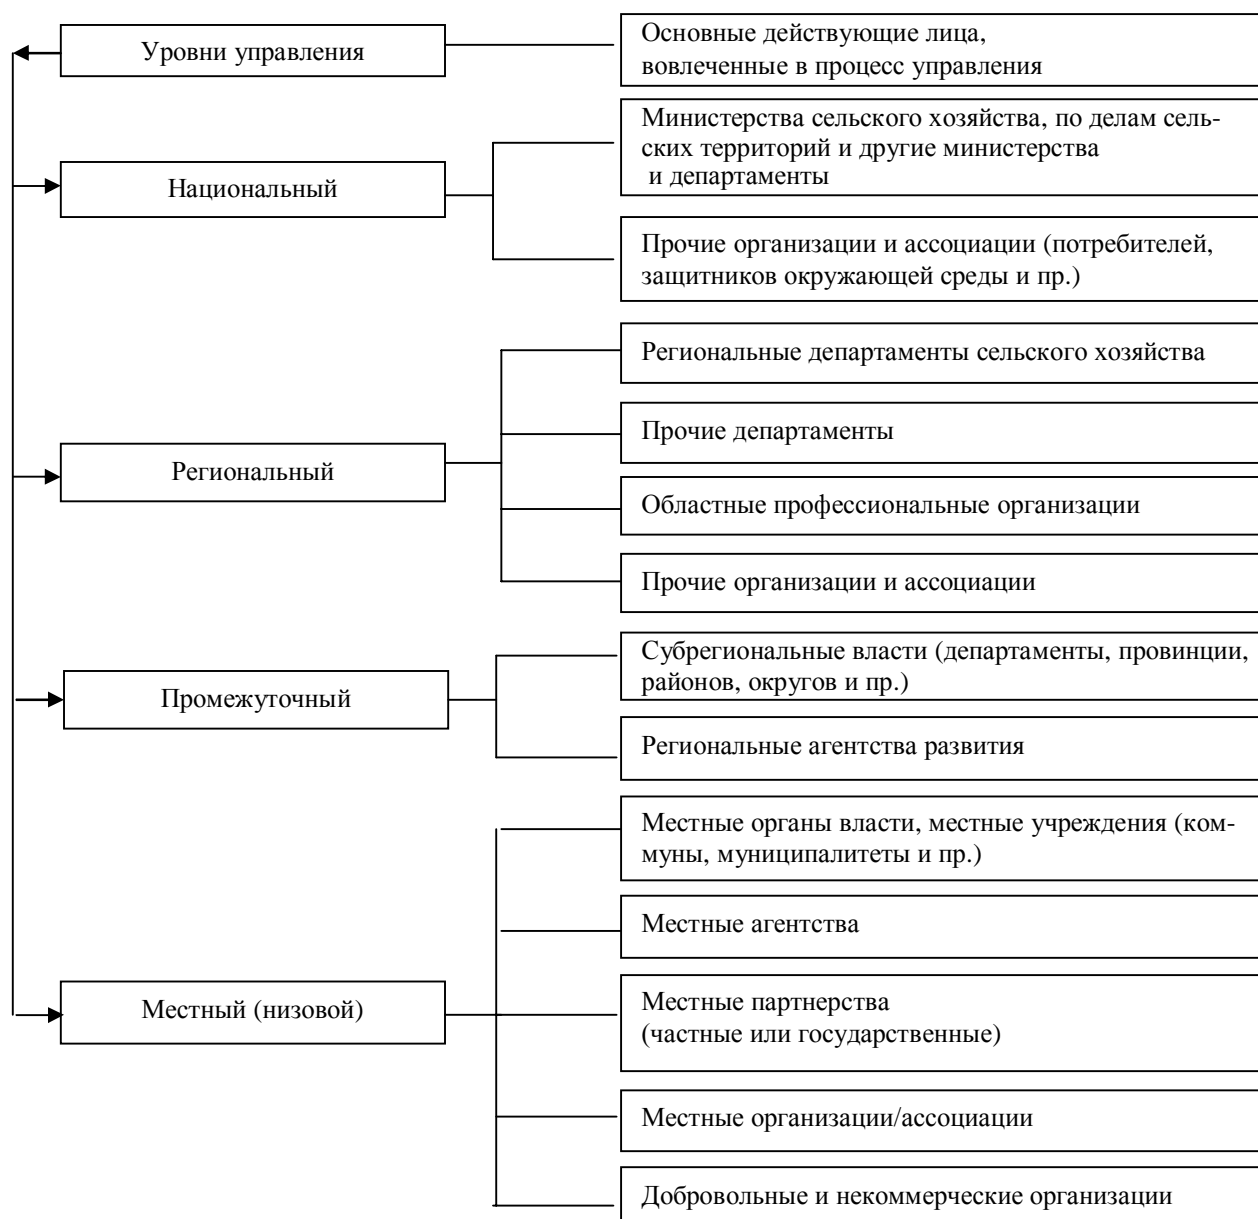 Уровни управления
Основные действующие лица,
вовлеченные в процесс управления
Национальный
Министерства сельского хозяйства, по делам сель-
ских территорий и другие министерства
и департаменты
Прочие организации и ассоциации (потребителей,
защитников окружающей среды и пр.)
Региональный
Региональные департаменты сельского хозяйства
Прочие департаменты
Областные профессиональные организации
Прочие организации и ассоциации
Промежуточный
Субрегиональные власти (департаменты, провинции,
районов, округов и пр.)
Региональные агентства развития
Местный (низовой)
Местные органы власти, местные учреждения (ком-
муны, муниципалитеты и пр.)
Местные агентства
Местные партнерства
(частные или государственные)
Местные организации/ассоциации
Добровольные и некоммерческие организации